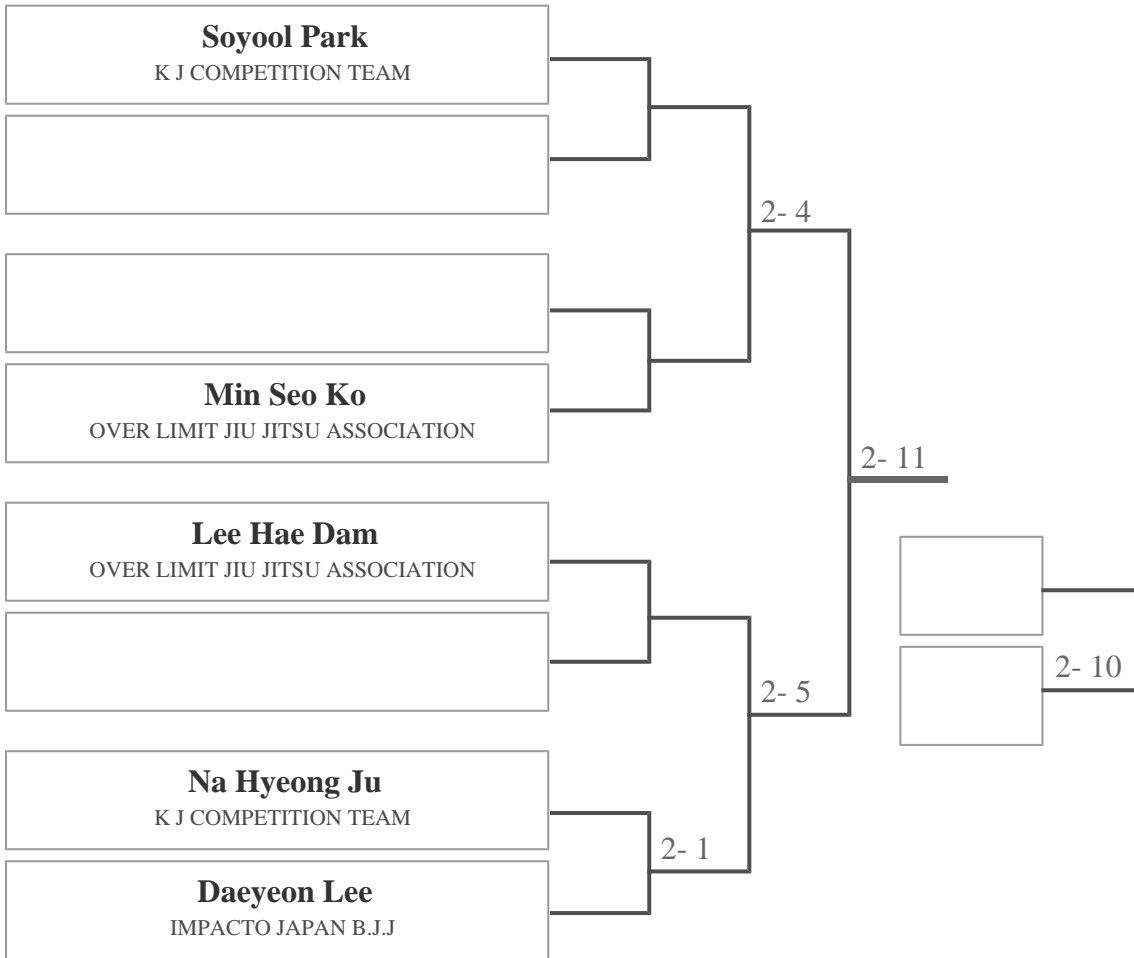 Soyool Park
K J COMPETITION TEAM
2- 4
Min Seo Ko
OVER LIMIT JIU JITSU ASSOCIATION
2- 11
Lee Hae Dam
OVER LIMIT JIU JITSU ASSOCIATION
2- 10
2- 5
Na Hyeong Ju
K J COMPETITION TEAM
2- 1
Daeyeon Lee
IMPACTO JAPAN B.J.J